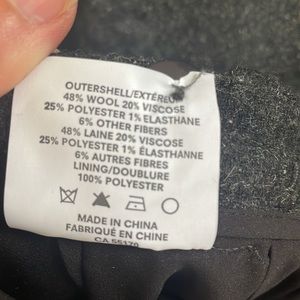 OUTERSHELL/EXTÉRIEUR
48% WOOL 20% VISCOSE
25% POLYESTER 1% ELASTHANE
6% OTHER FIBERS
48% LAINE 20% VISCOSE
25% POLYESTER 1% ÉLASTHANNE
6% AUTRES FIBRES
LINING/DOUBLURE
100% POLYESTER
MADE IN CHINA
FABRIQUÉ EN CHINE
CA 55170